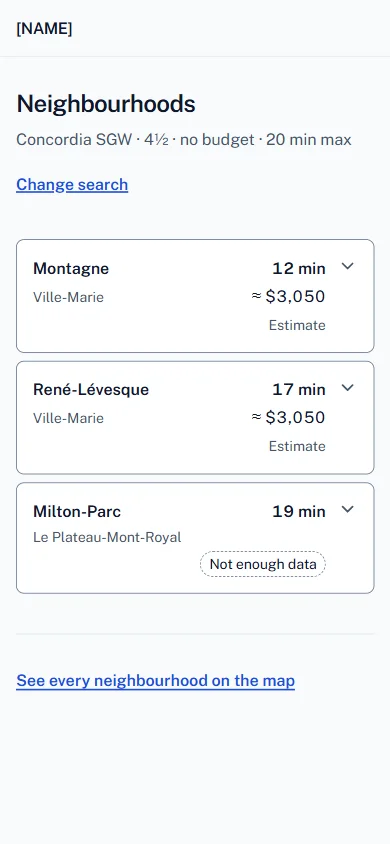 [NAME]
Neighbourhoods
Concordia SGW · 4½ · no budget · 20 min max
Change search
Montagne 12 min
Ville-Marie ≈ $3,050
Estimate
René-Lévesque 17 min
Ville-Marie ≈ $3,050
Estimate
Milton-Parc 19 min
Le Plateau-Mont-Royal
Not enough data
See every neighbourhood on the map